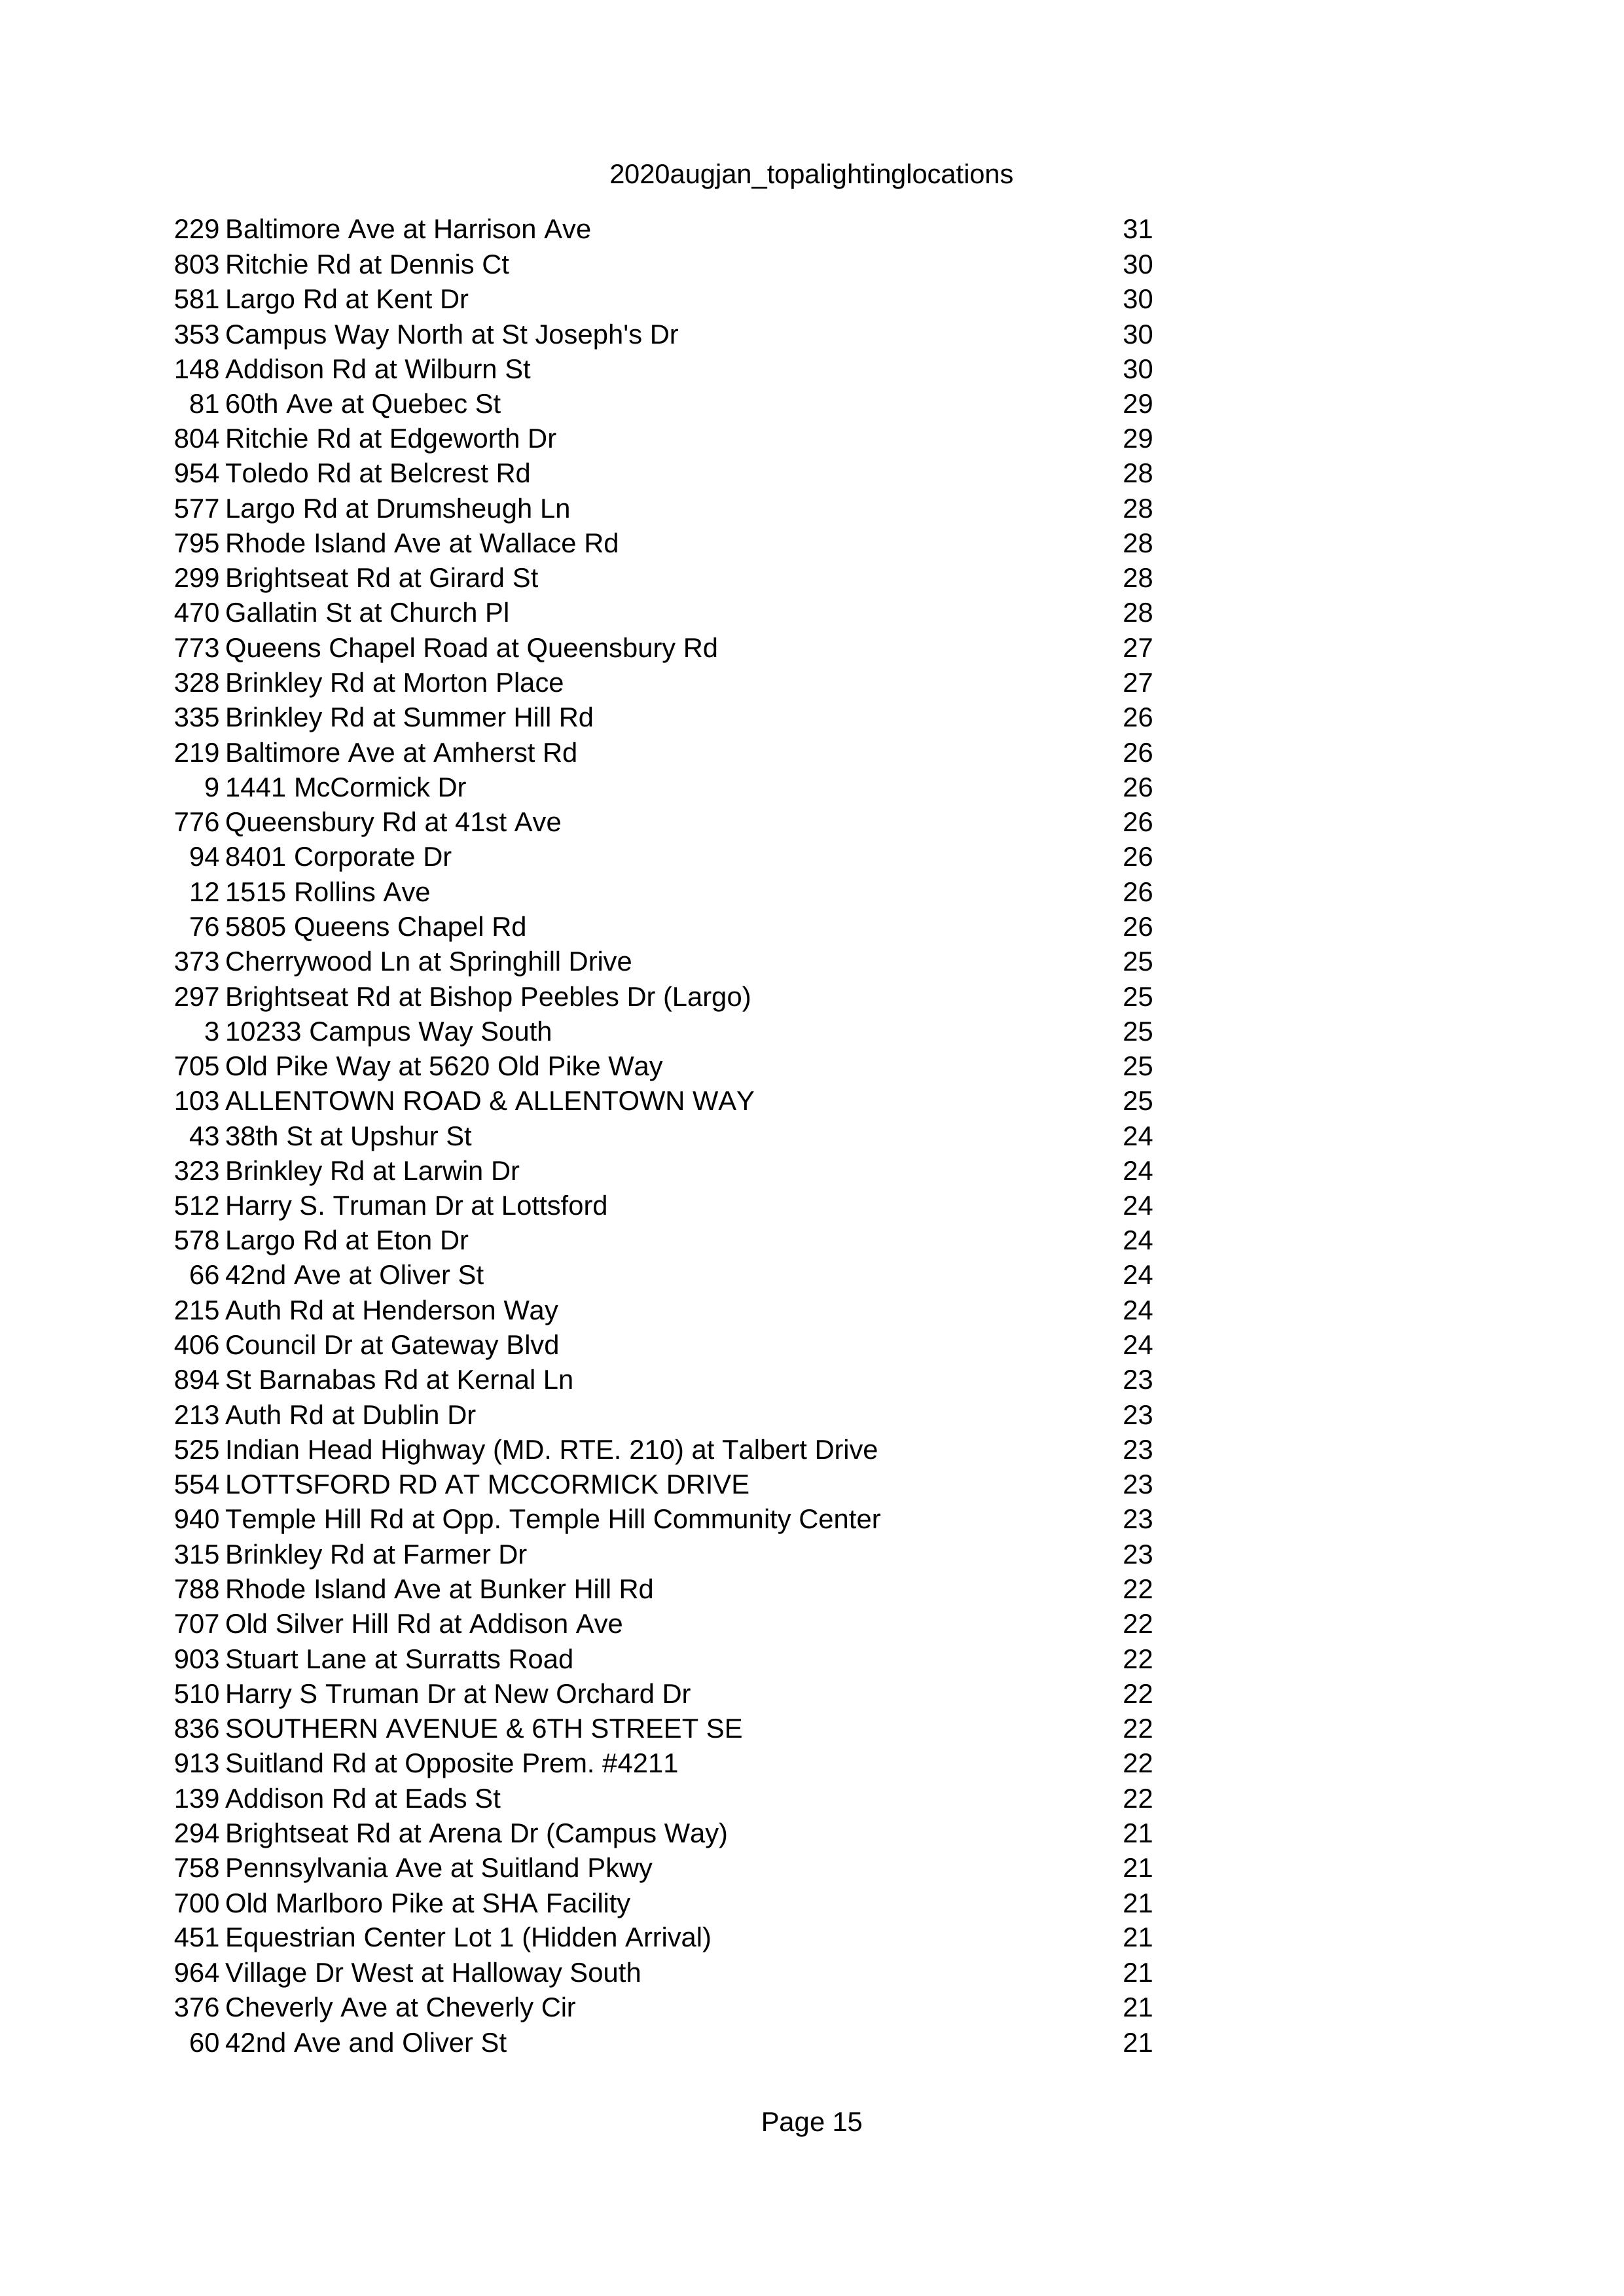 2020augjan_topalightinglocations
229 Baltimore Ave at Harrison Ave 31
803 Ritchie Rd at Dennis Ct 30
581 Largo Rd at Kent Dr 30
353 Campus Way North at St Joseph's Dr 30
148 Addison Rd at Wilburn St 30
81 60th Ave at Quebec St 29
804 Ritchie Rd at Edgeworth Dr 29
954 Toledo Rd at Belcrest Rd 28
577 Largo Rd at Drumsheugh Ln 28
795 Rhode Island Ave at Wallace Rd 28
299 Brightseat Rd at Girard St 28
470 Gallatin St at Church Pl 28
773 Queens Chapel Road at Queensbury Rd 27
328 Brinkley Rd at Morton Place 27
335 Brinkley Rd at Summer Hill Rd 26
219 Baltimore Ave at Amherst Rd 26
9 1441 McCormick Dr 26
776 Queensbury Rd at 41st Ave 26
94 8401 Corporate Dr 26
12 1515 Rollins Ave 26
76 5805 Queens Chapel Rd 26
373 Cherrywood Ln at Springhill Drive 25
297 Brightseat Rd at Bishop Peebles Dr (Largo) 25
3 10233 Campus Way South 25
705 Old Pike Way at 5620 Old Pike Way 25
103 ALLENTOWN ROAD & ALLENTOWN WAY 25
43 38th St at Upshur St 24
323 Brinkley Rd at Larwin Dr 24
512 Harry S. Truman Dr at Lottsford 24
578 Largo Rd at Eton Dr 24
66 42nd Ave at Oliver St 24
215 Auth Rd at Henderson Way 24
406 Council Dr at Gateway Blvd 24
894 St Barnabas Rd at Kernal Ln 23
213 Auth Rd at Dublin Dr 23
525 Indian Head Highway (MD. RTE. 210) at Talbert Drive 23
554 LOTTSFORD RD AT MCCORMICK DRIVE 23
940 Temple Hill Rd at Opp. Temple Hill Community Center 23
315 Brinkley Rd at Farmer Dr 23
788 Rhode Island Ave at Bunker Hill Rd 22
707 Old Silver Hill Rd at Addison Ave 22
903 Stuart Lane at Surratts Road 22
510 Harry S Truman Dr at New Orchard Dr 22
836 SOUTHERN AVENUE & 6TH STREET SE 22
913 Suitland Rd at Opposite Prem. #4211 22
139 Addison Rd at Eads St 22
294 Brightseat Rd at Arena Dr (Campus Way) 21
758 Pennsylvania Ave at Suitland Pkwy 21
700 Old Marlboro Pike at SHA Facility 21
451 Equestrian Center Lot 1 (Hidden Arrival) 21
964 Village Dr West at Halloway South 21
376 Cheverly Ave at Cheverly Cir 21
60 42nd Ave and Oliver St 21
Page 15